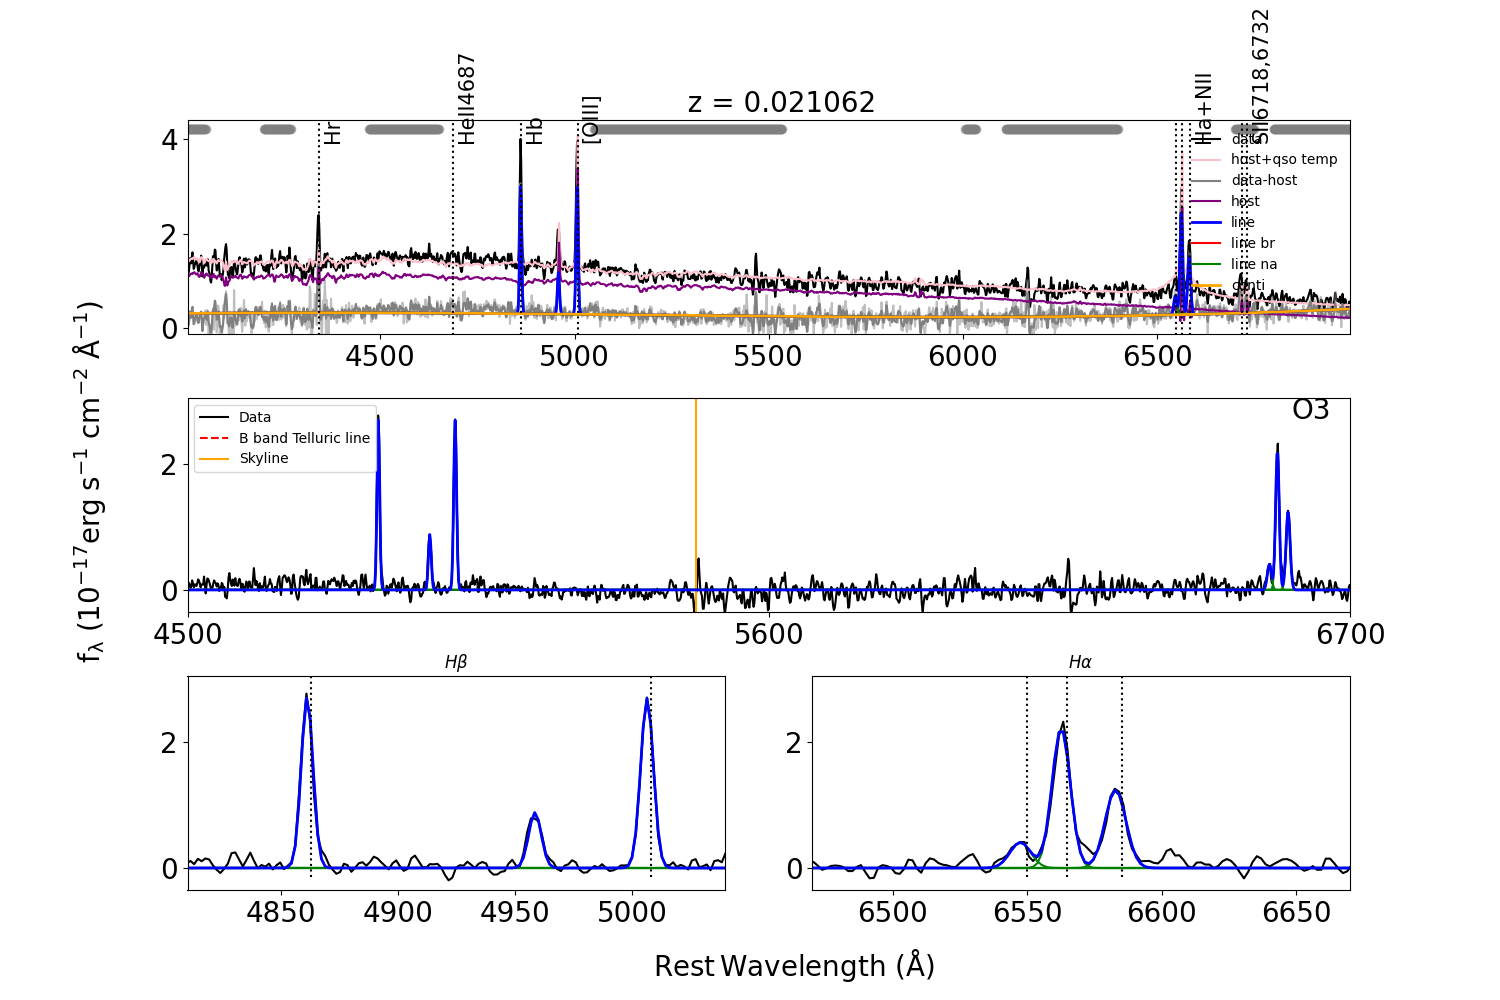 z = 0.021062
Hr
HeII4687
Hb
[OIII]
Ha+NII
SII6718,6732
data
host+qso temp
data-host
host
line
line br
line na
conti
4
2
0
4500
5000
5500
6000
6500
fλ (10⁻¹⁷erg s⁻¹ cm⁻² Å⁻¹)
Data
B band Telluric line
Skyline
O3
2
0
4500
5600
6700
Hβ
2
0
4850
4900
4950
5000
Hα
2
0
6500
6550
6600
6650
Rest Wavelength (Å)